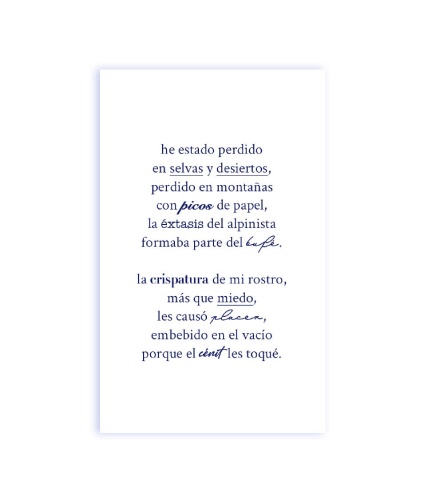 he estado perdido
en selvas y desiertos,
perdido en montañas
con picos de papel,
la éxtasis del alpinista
formaba parte del bufe.
la crispatura de mi rostro,
más que miedo,
les causó placer,
embebido en el vacío
porque el cénit les toqué.